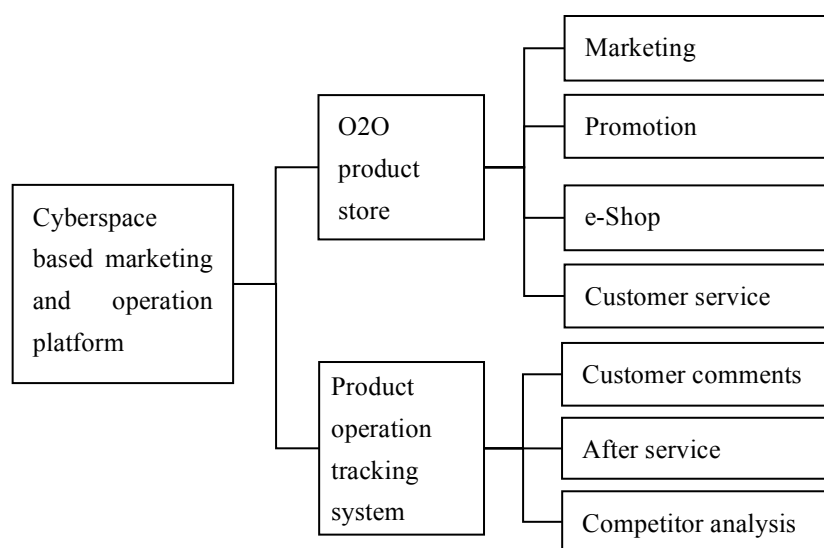 Cyberspace
based marketing
and operation
platform
O2O
product
store
Marketing
Promotion
e-Shop
Customer service
Product
operation
tracking
system
Customer comments
After service
Competitor analysis